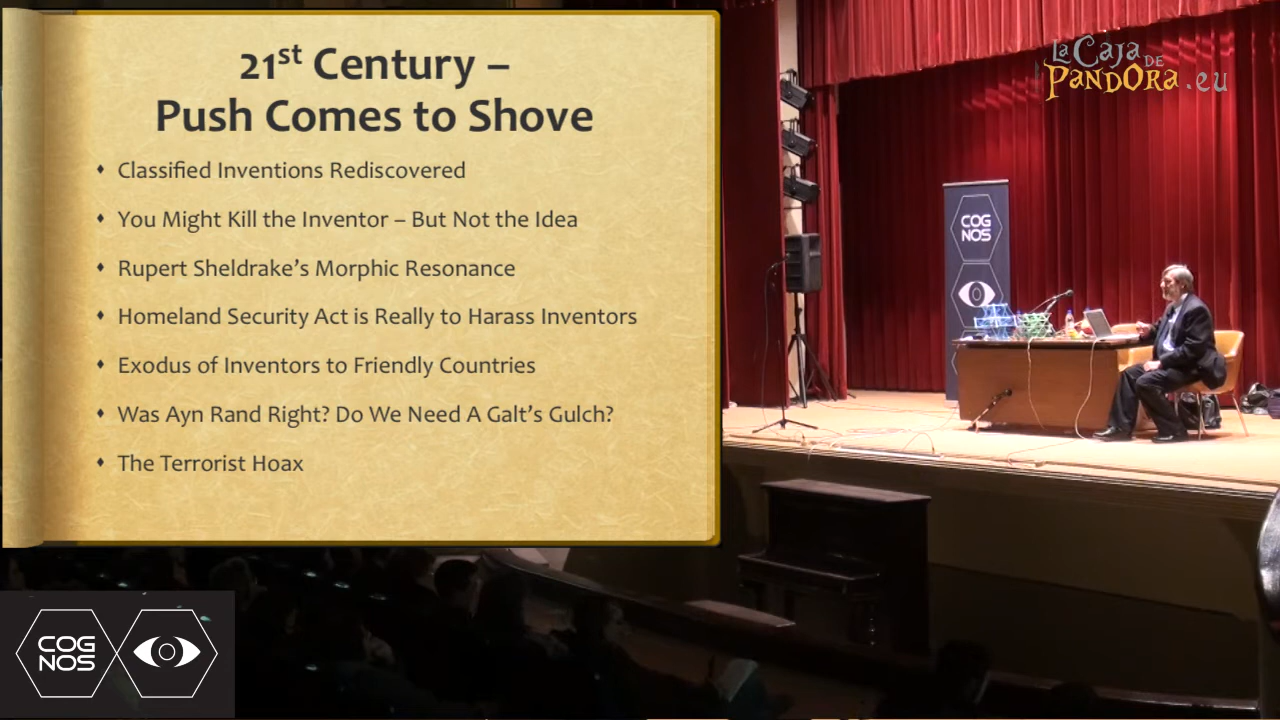 21st Century –
Push Comes to Shove
Classified Inventions Rediscovered
You Might Kill the Inventor – But Not the Idea
Rupert Sheldrake's Morphic Resonance
Homeland Security Act is Really to Harass Inventors
Exodus of Inventors to Friendly Countries
Was Ayn Rand Right? Do We Need A Galt's Gulch?
The Terrorist Hoax
La Caja
DE
PANDORA.eu
COG
NOS
COG
NOS